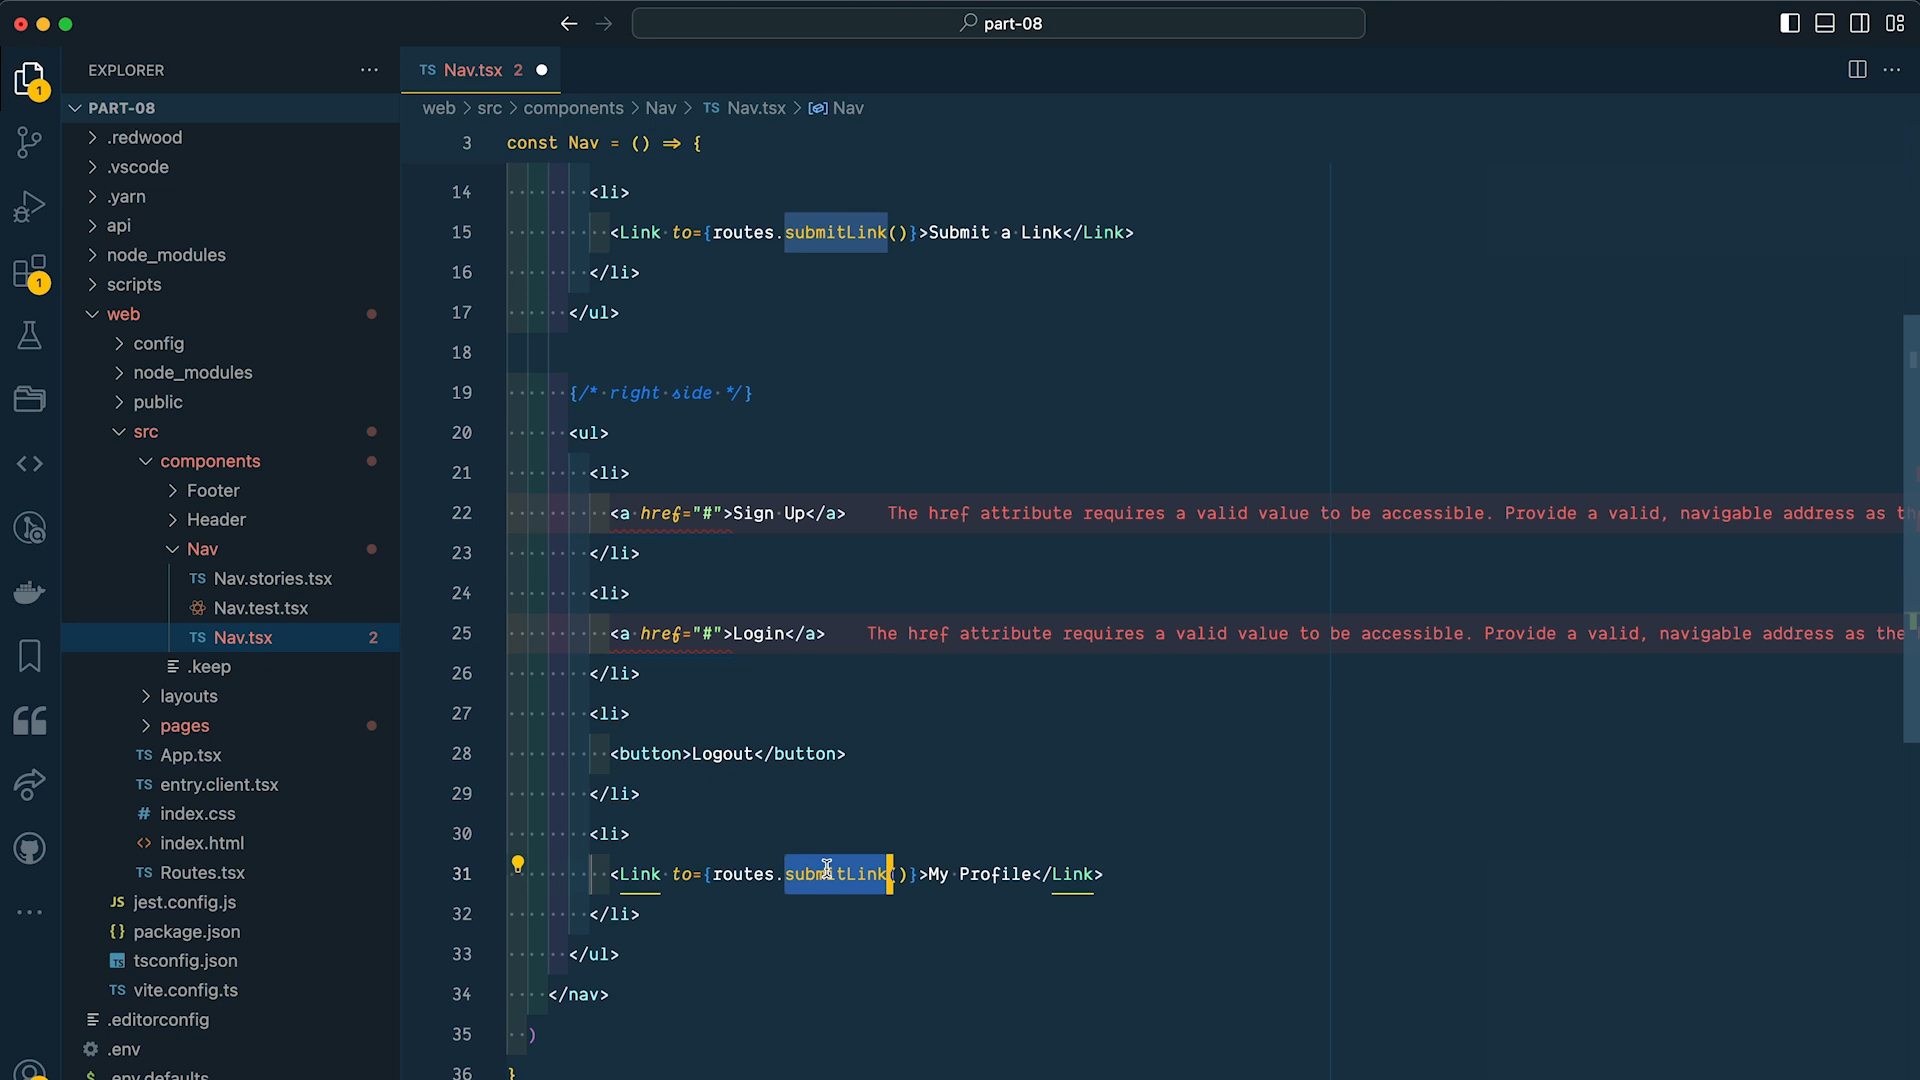 part-08
EXPLORER
TS Nav.tsx 2
1
PART-08
web > src > components > Nav > TS Nav.tsx > Nav
.redwood
.vscode
.yarn
api
node_modules
scripts
1
web
config
node_modules
public
src
components
Footer
Header
Nav
TS Nav.stories.tsx
Nav.test.tsx
TS Nav.tsx 2
.keep
layouts
pages
TS App.tsx
TS entry.client.tsx
# index.css
<> index.html
TS Routes.tsx
JS jest.config.js
{} package.json
TS tsconfig.json
TS vite.config.ts
.editorconfig
.env
$ .env.defaults
3 const Nav = () => {
14 <li>
15 <Link to={routes.submitLink()}>Submit a Link</Link>
16 </li>
17 </ul>
18
19 {/* right side */}
20 <ul>
21 <li>
22 <a href="#">Sign Up</a> The href attribute requires a valid value to be accessible. Provide a valid, navigable address as th
23 </li>
24 <li>
25 <a href="#">Login</a> The href attribute requires a valid value to be accessible. Provide a valid, navigable address as the
26 </li>
27 <li>
28 <button>Logout</button>
29 </li>
30 <li>
31 <Link to={routes.submitLink()}>My Profile</Link>
32 </li>
33 </ul>
34 </nav>
35 )
36 }